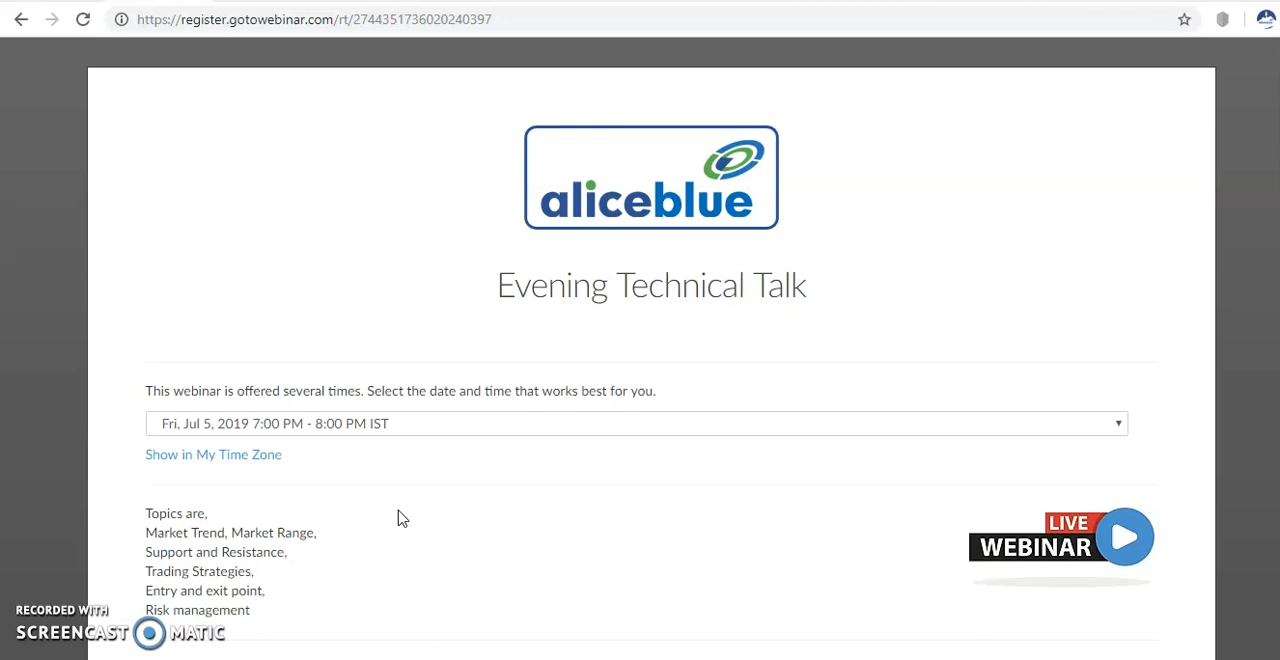 https://register.gotowebinar.com/rt/2744351736020240397
aliceblue
Evening Technical Talk
This webinar is offered several times. Select the date and time that works best for you.
Fri, Jul 5, 2019 7:00 PM - 8:00 PM IST
Show in My Time Zone
Topics are,
Market Trend, Market Range,
Support and Resistance,
Trading Strategies,
Entry and exit point,
Risk management
LIVE
WEBINAR
RECORDED WITH
SCREENCAST MATIC